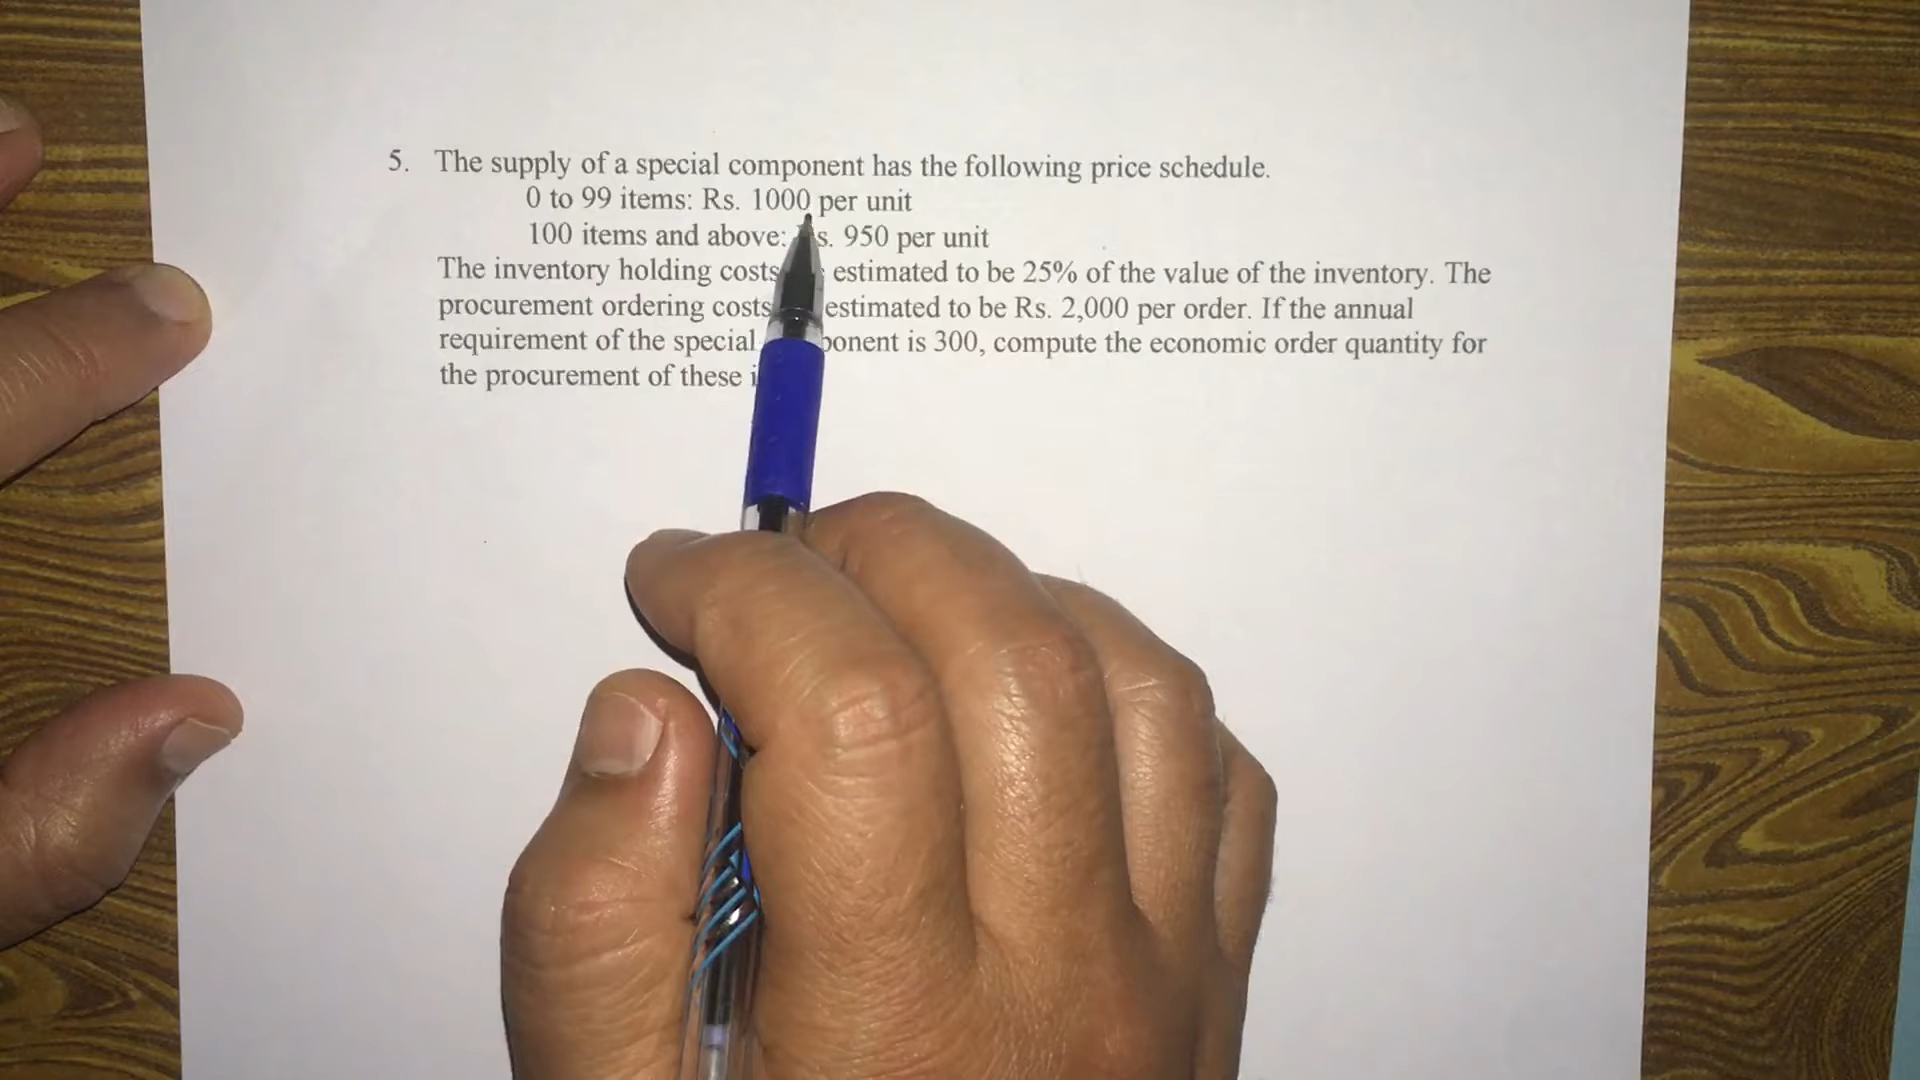 5. The supply of a special component has the following price schedule.
0 to 99 items: Rs. 1000 per unit
100 items and above: s. 950 per unit
The inventory holding costs estimated to be 25% of the value of the inventory. The
procurement ordering costs estimated to be Rs. 2,000 per order. If the annual
requirement of the special ponent is 300, compute the economic order quantity for
the procurement of these